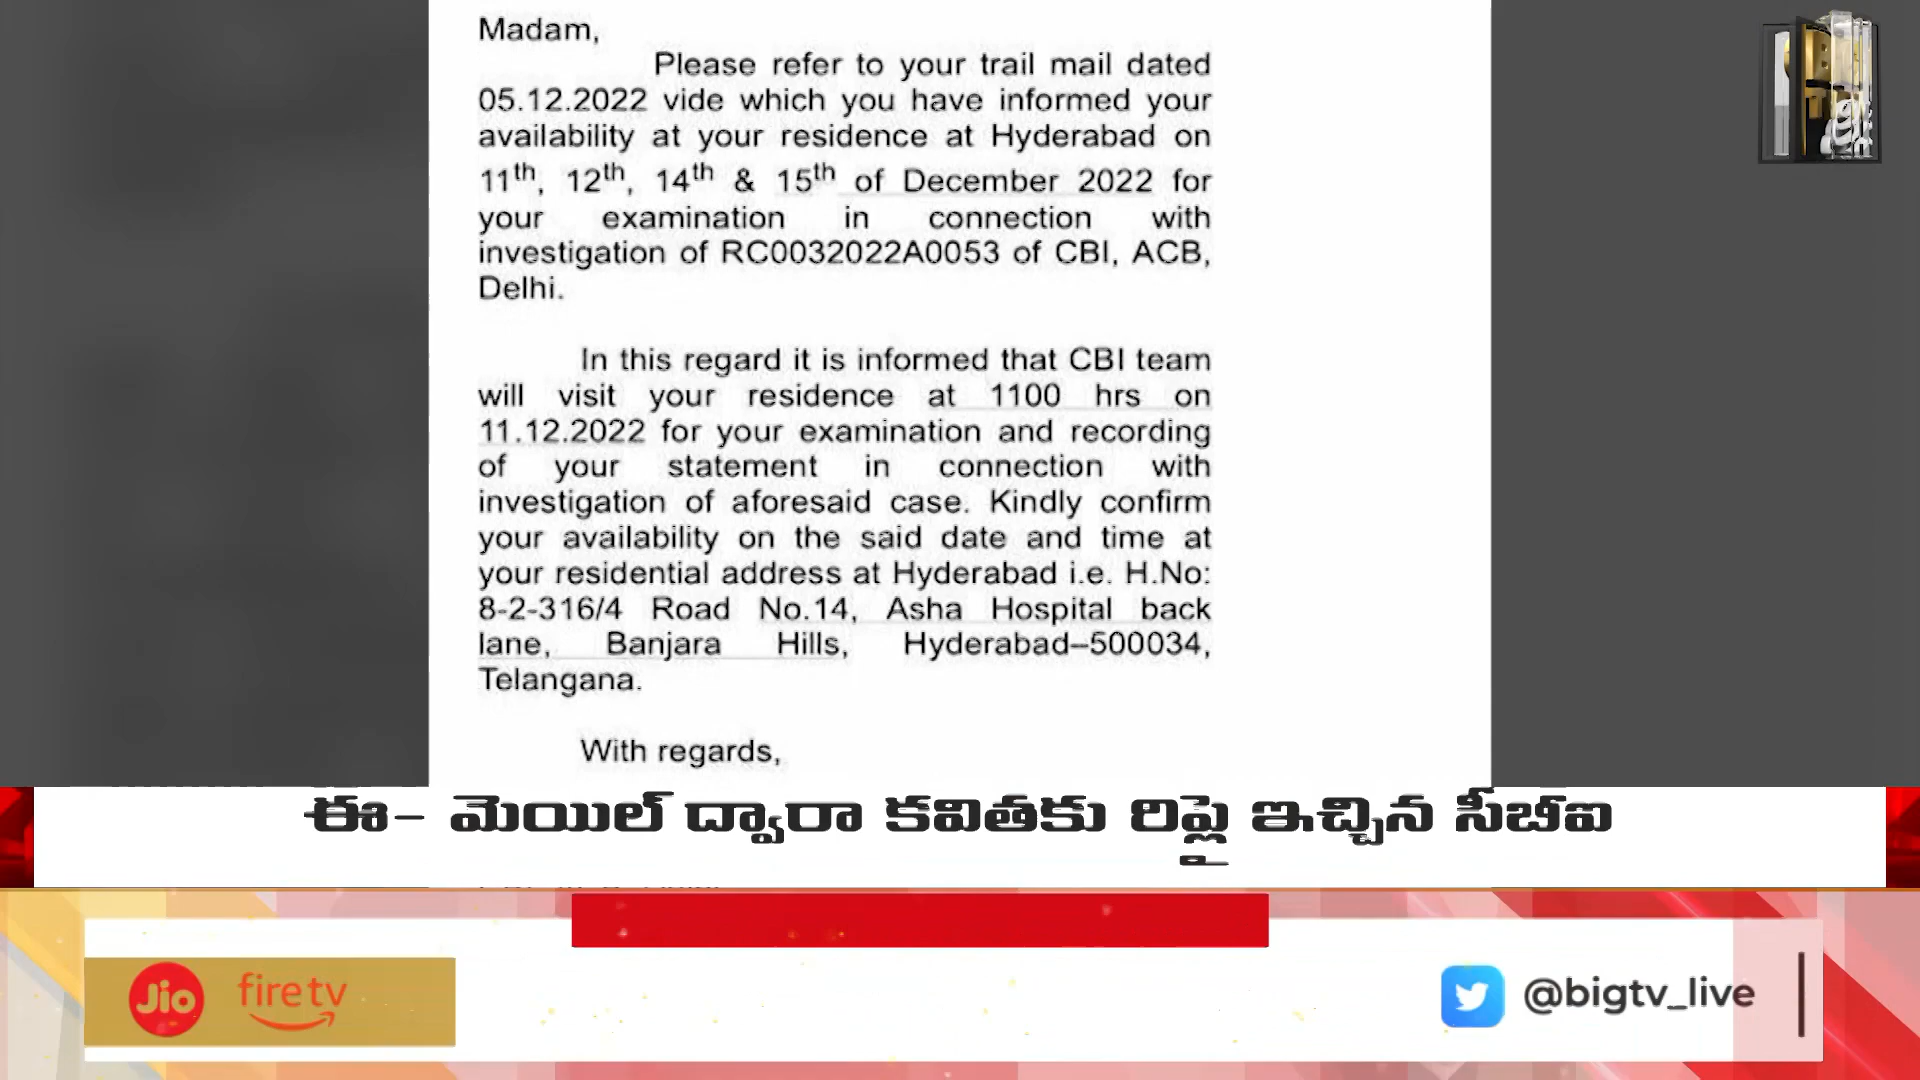 Madam,
Please refer to your trail mail dated
05.12.2022 vide which you have informed your
availability at your residence at Hyderabad on
11th, 12th, 14th & 15th of December 2022 for
your examination in connection with
investigation of RC0032022A0053 of CBI, ACB,
Delhi.
In this regard it is informed that CBI team
will visit your residence at 1100 hrs on
11.12.2022 for your examination and recording
of your statement in connection with
investigation of aforesaid case. Kindly confirm
your availability on the said date and time at
your residential address at Hyderabad i.e. H.No:
8-2-316/4 Road No.14, Asha Hospital back
lane, Banjara Hills, Hyderabad–500034,
Telangana.
With regards,
ఈ- మెయిల్ ద్వారా కవితకు రిప్లై ఇచ్చిన సీబీఐ
Jio
fire tv
@bigtv_live